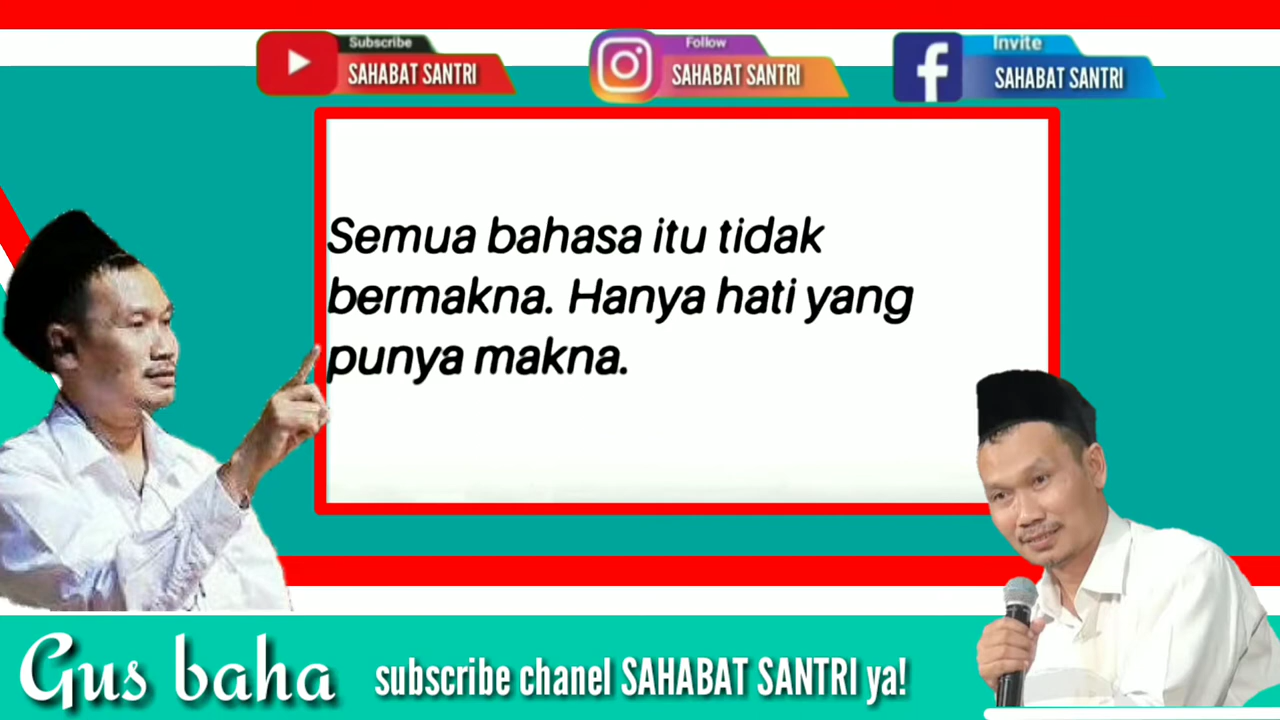 Subscribe
SAHABAT SANTRI
Follow
SAHABAT SANTRI
Invite
SAHABAT SANTRI
Semua bahasa itu tidak
bermakna. Hanya hati yang
punya makna.
Gus baha
subscribe chanel SAHABAT SANTRI ya!